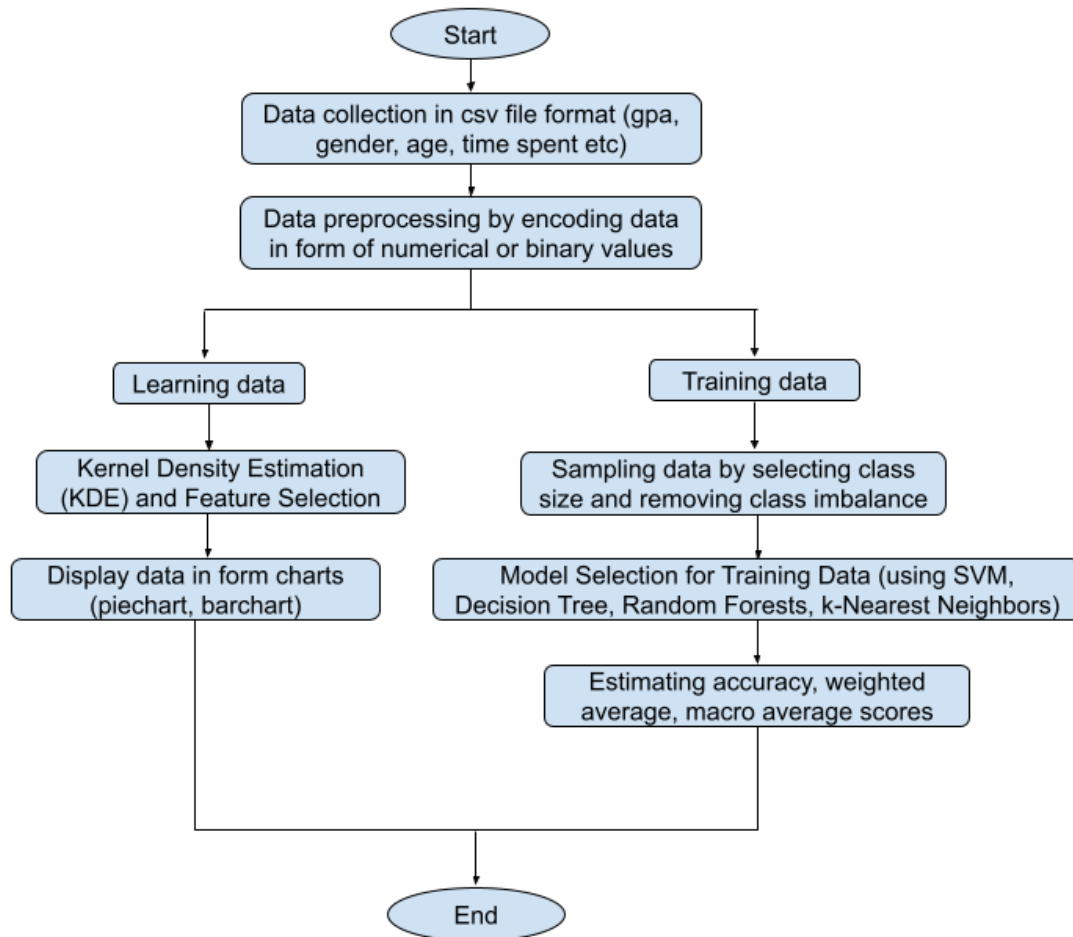 Start
Data collection in csv file format (gpa,
gender, age, time spent etc)
Data preprocessing by encoding data
in form of numerical or binary values
Learning data
Kernel Density Estimation
(KDE) and Feature Selection
Display data in form charts
(piechart, barchart)
Training data
Sampling data by selecting class
size and removing class imbalance
Model Selection for Training Data (using SVM,
Decision Tree, Random Forests, k-Nearest Neighbors)
Estimating accuracy, weighted
average, macro average scores
End